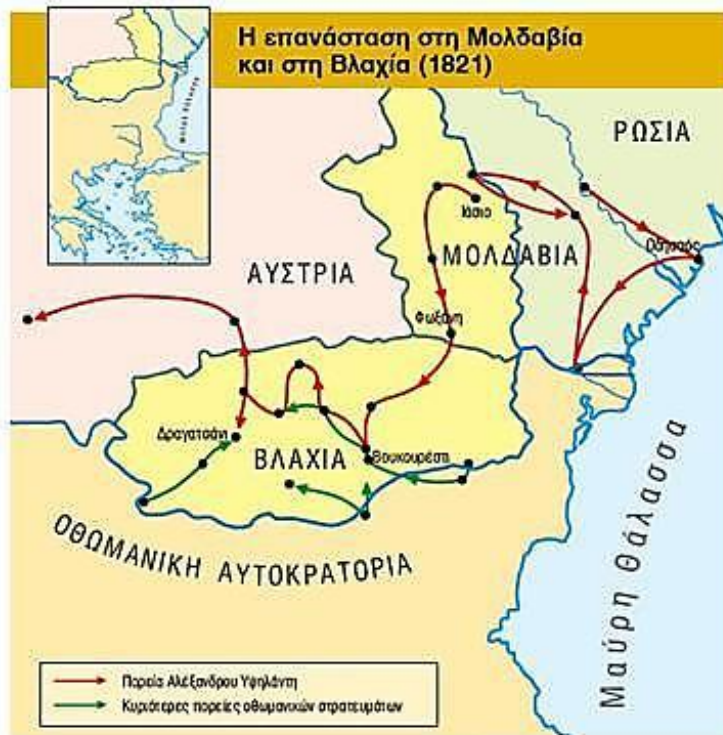 Η επανάσταση στη Μολδαβία
και στη Βλαχία (1821)
ΡΩΣΙΑ
Ιάσιο
Οδησσός
ΜΟΛΔΑΒΙΑ
ΑΥΣΤΡΙΑ
Φωξάνη
Δραγατσάνι
ΒΛΑΧΙΑ
Βουκουρέστι
ΟΘΩΜΑΝΙΚΗ ΑΥΤΟΚΡΑΤΟΡΙΑ
Μαύρη Θάλασσα
Πορεία Αλέξανδρου Υψηλάντη
Κυριότερες πορείες οθωμανικών στρατευμάτων